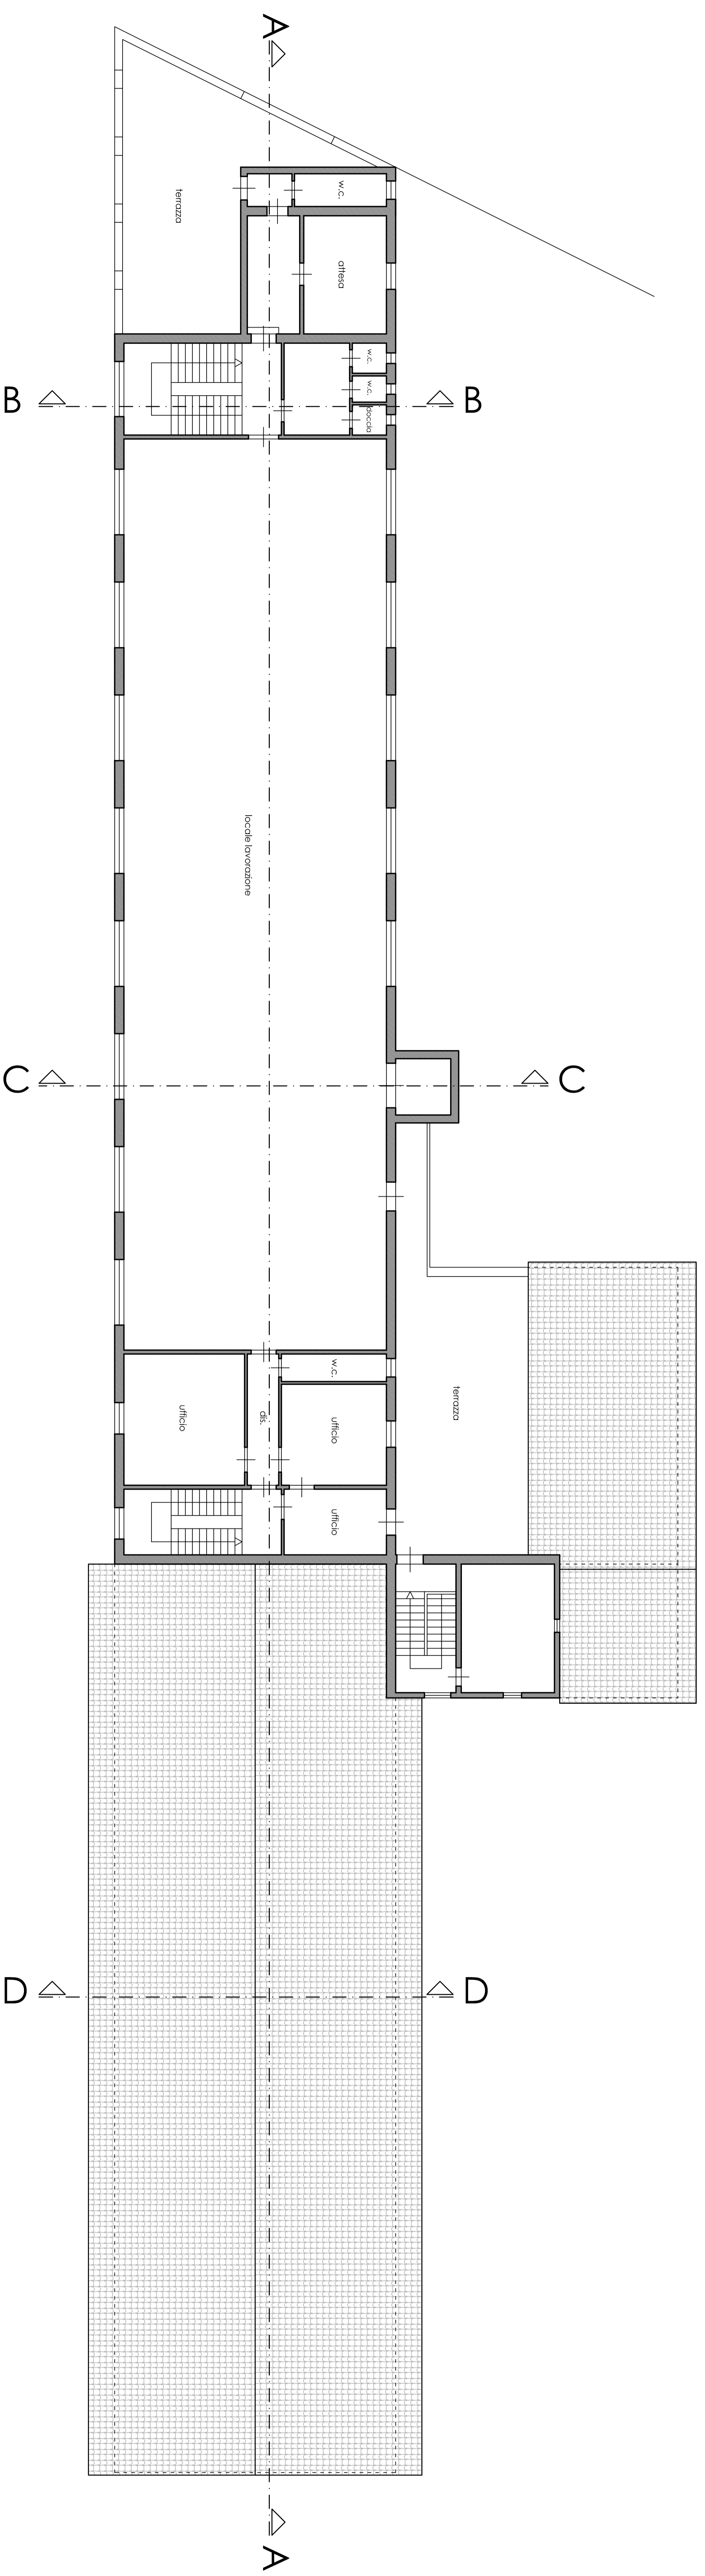 A
terrazza
w.c.
attesa
w.c.
w.c.
doccia
B
B
locale lavorazione
C
C
w.c.
ufficio
dis.
ufficio
terrazza
ufficio
D
D
A